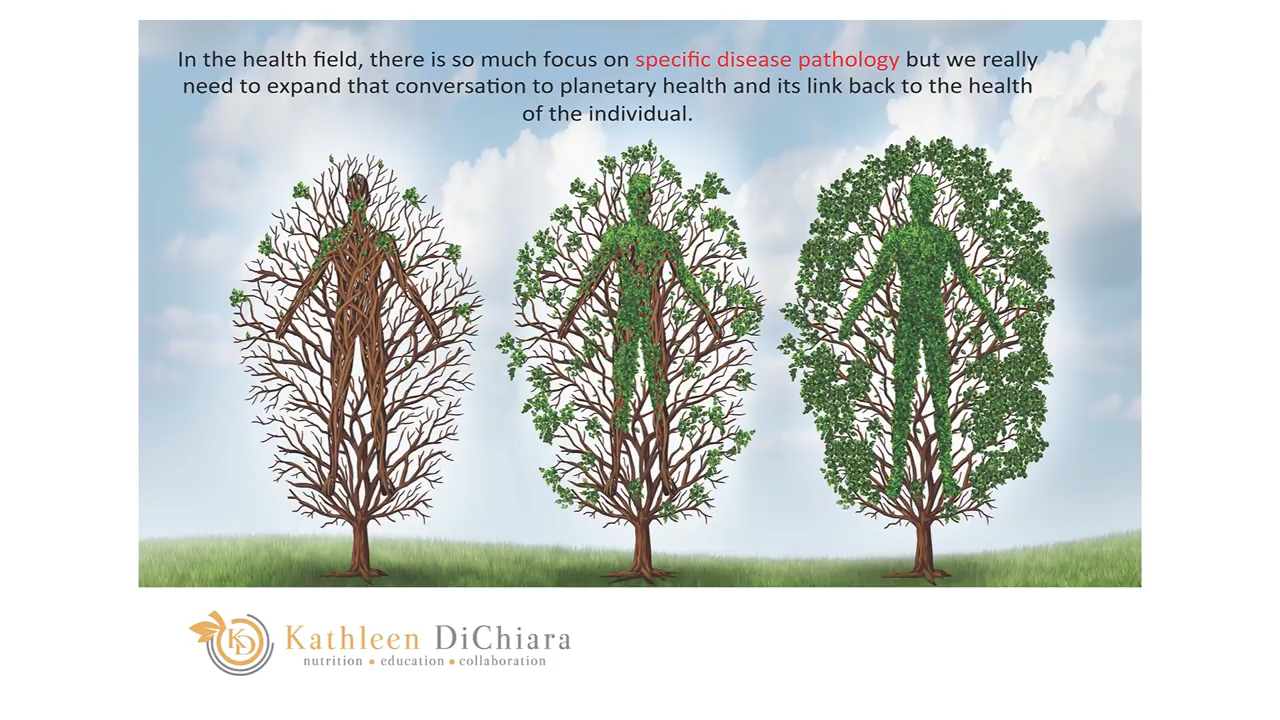 In the health field, there is so much focus on specific disease pathology but we really
need to expand that conversation to planetary health and its link back to the health
of the individual.
KD
Kathleen DiChiara
nutrition • education • collaboration